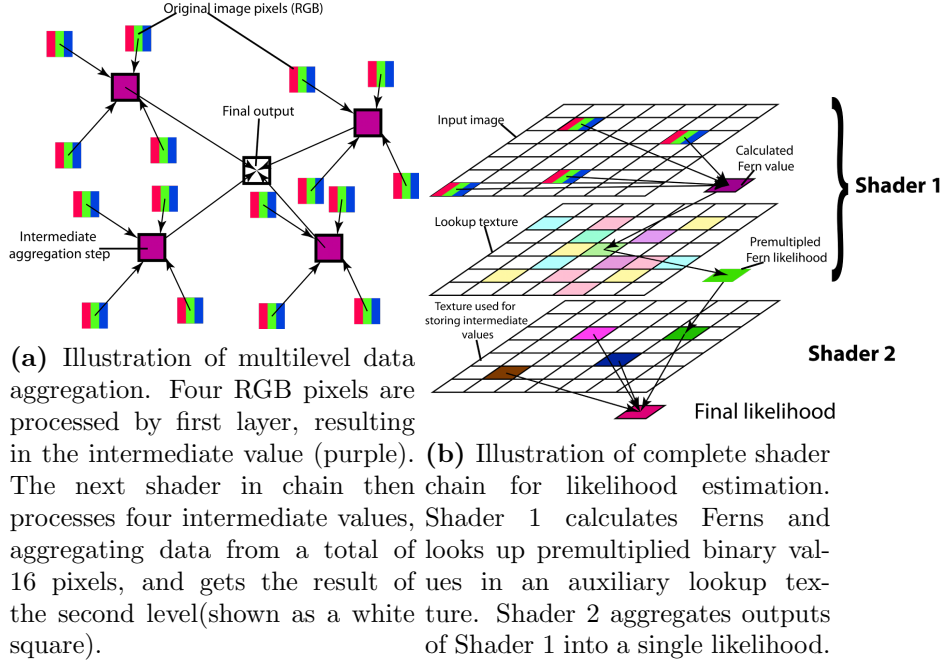 Original image pixels (RGB)
Final output
Intermediate
aggregation step
(a) Illustration of multilevel data
aggregation. Four RGB pixels are
processed by first layer, resulting
in the intermediate value (purple).
The next shader in chain then
processes four intermediate values,
aggregating data from a total of
16 pixels, and gets the result of
the second level(shown as a white
square).
Input image
Calculated
Fern value
Shader 1
Lookup texture
Premultipled
Fern likelihood
Texture used for
storing intermediate
values
Shader 2
Final likelihood
(b) Illustration of complete shader
chain for likelihood estimation.
Shader 1 calculates Ferns and
looks up premultiplied binary val-
ues in an auxiliary lookup tex-
ture. Shader 2 aggregates outputs
of Shader 1 into a single likelihood.